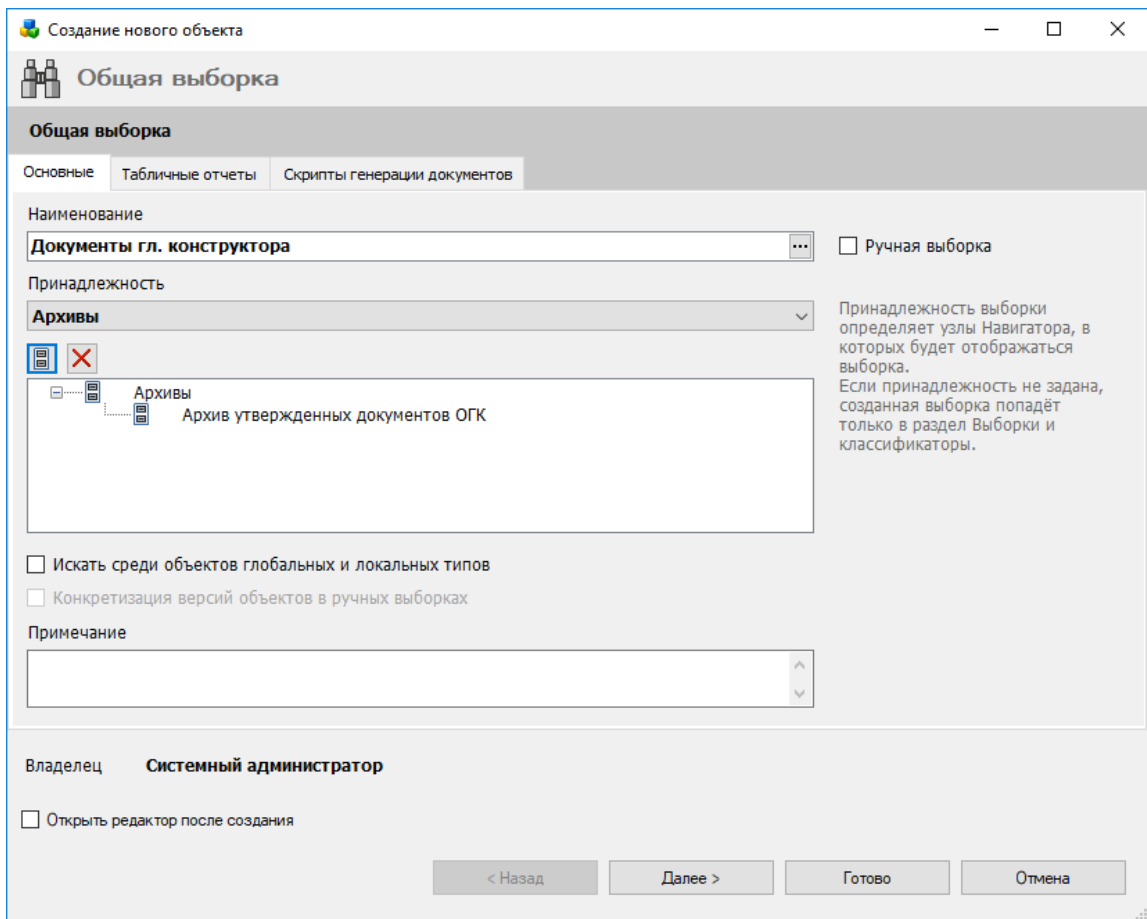 Создание нового объекта
Общая выборка
Общая выборка
Основные Табличные отчеты Скрипты генерации документов
Наименование
Документы гл. конструктора ... Ручная выборка
Принадлежность
Архивы
Принадлежность выборки
определяет узлы Навигатора, в
которых будет отображаться
выборка.
Если принадлежность не задана,
созданная выборка попадёт
только в раздел Выборки и
классификаторы.
Архивы
Архив утвержденных документов ОГК
Искать среди объектов глобальных и локальных типов
Конкретизация версий объектов в ручных выборках
Примечание
Владелец Системный администратор
Открыть редактор после создания
< Назад Далее > Готово Отмена